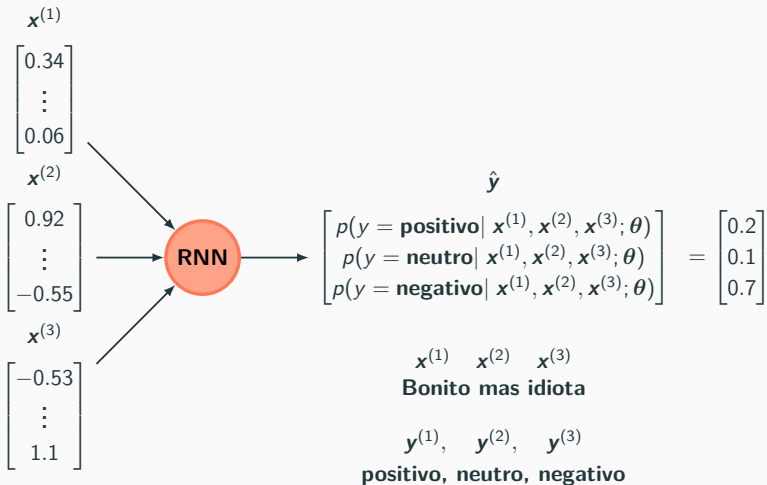 x^(1)
[0.34
⋮
0.06]
x^(2)
[0.92
⋮
−0.55]
x^(3)
[−0.53
⋮
1.1]
RNN
ŷ
[p(y = positivo| x^(1), x^(2), x^(3); θ)
p(y = neutro| x^(1), x^(2), x^(3); θ)
p(y = negativo| x^(1), x^(2), x^(3); θ)]
=
[0.2
0.1
0.7]
x^(1) x^(2) x^(3)
Bonito mas idiota
y^(1), y^(2), y^(3)
positivo, neutro, negativo